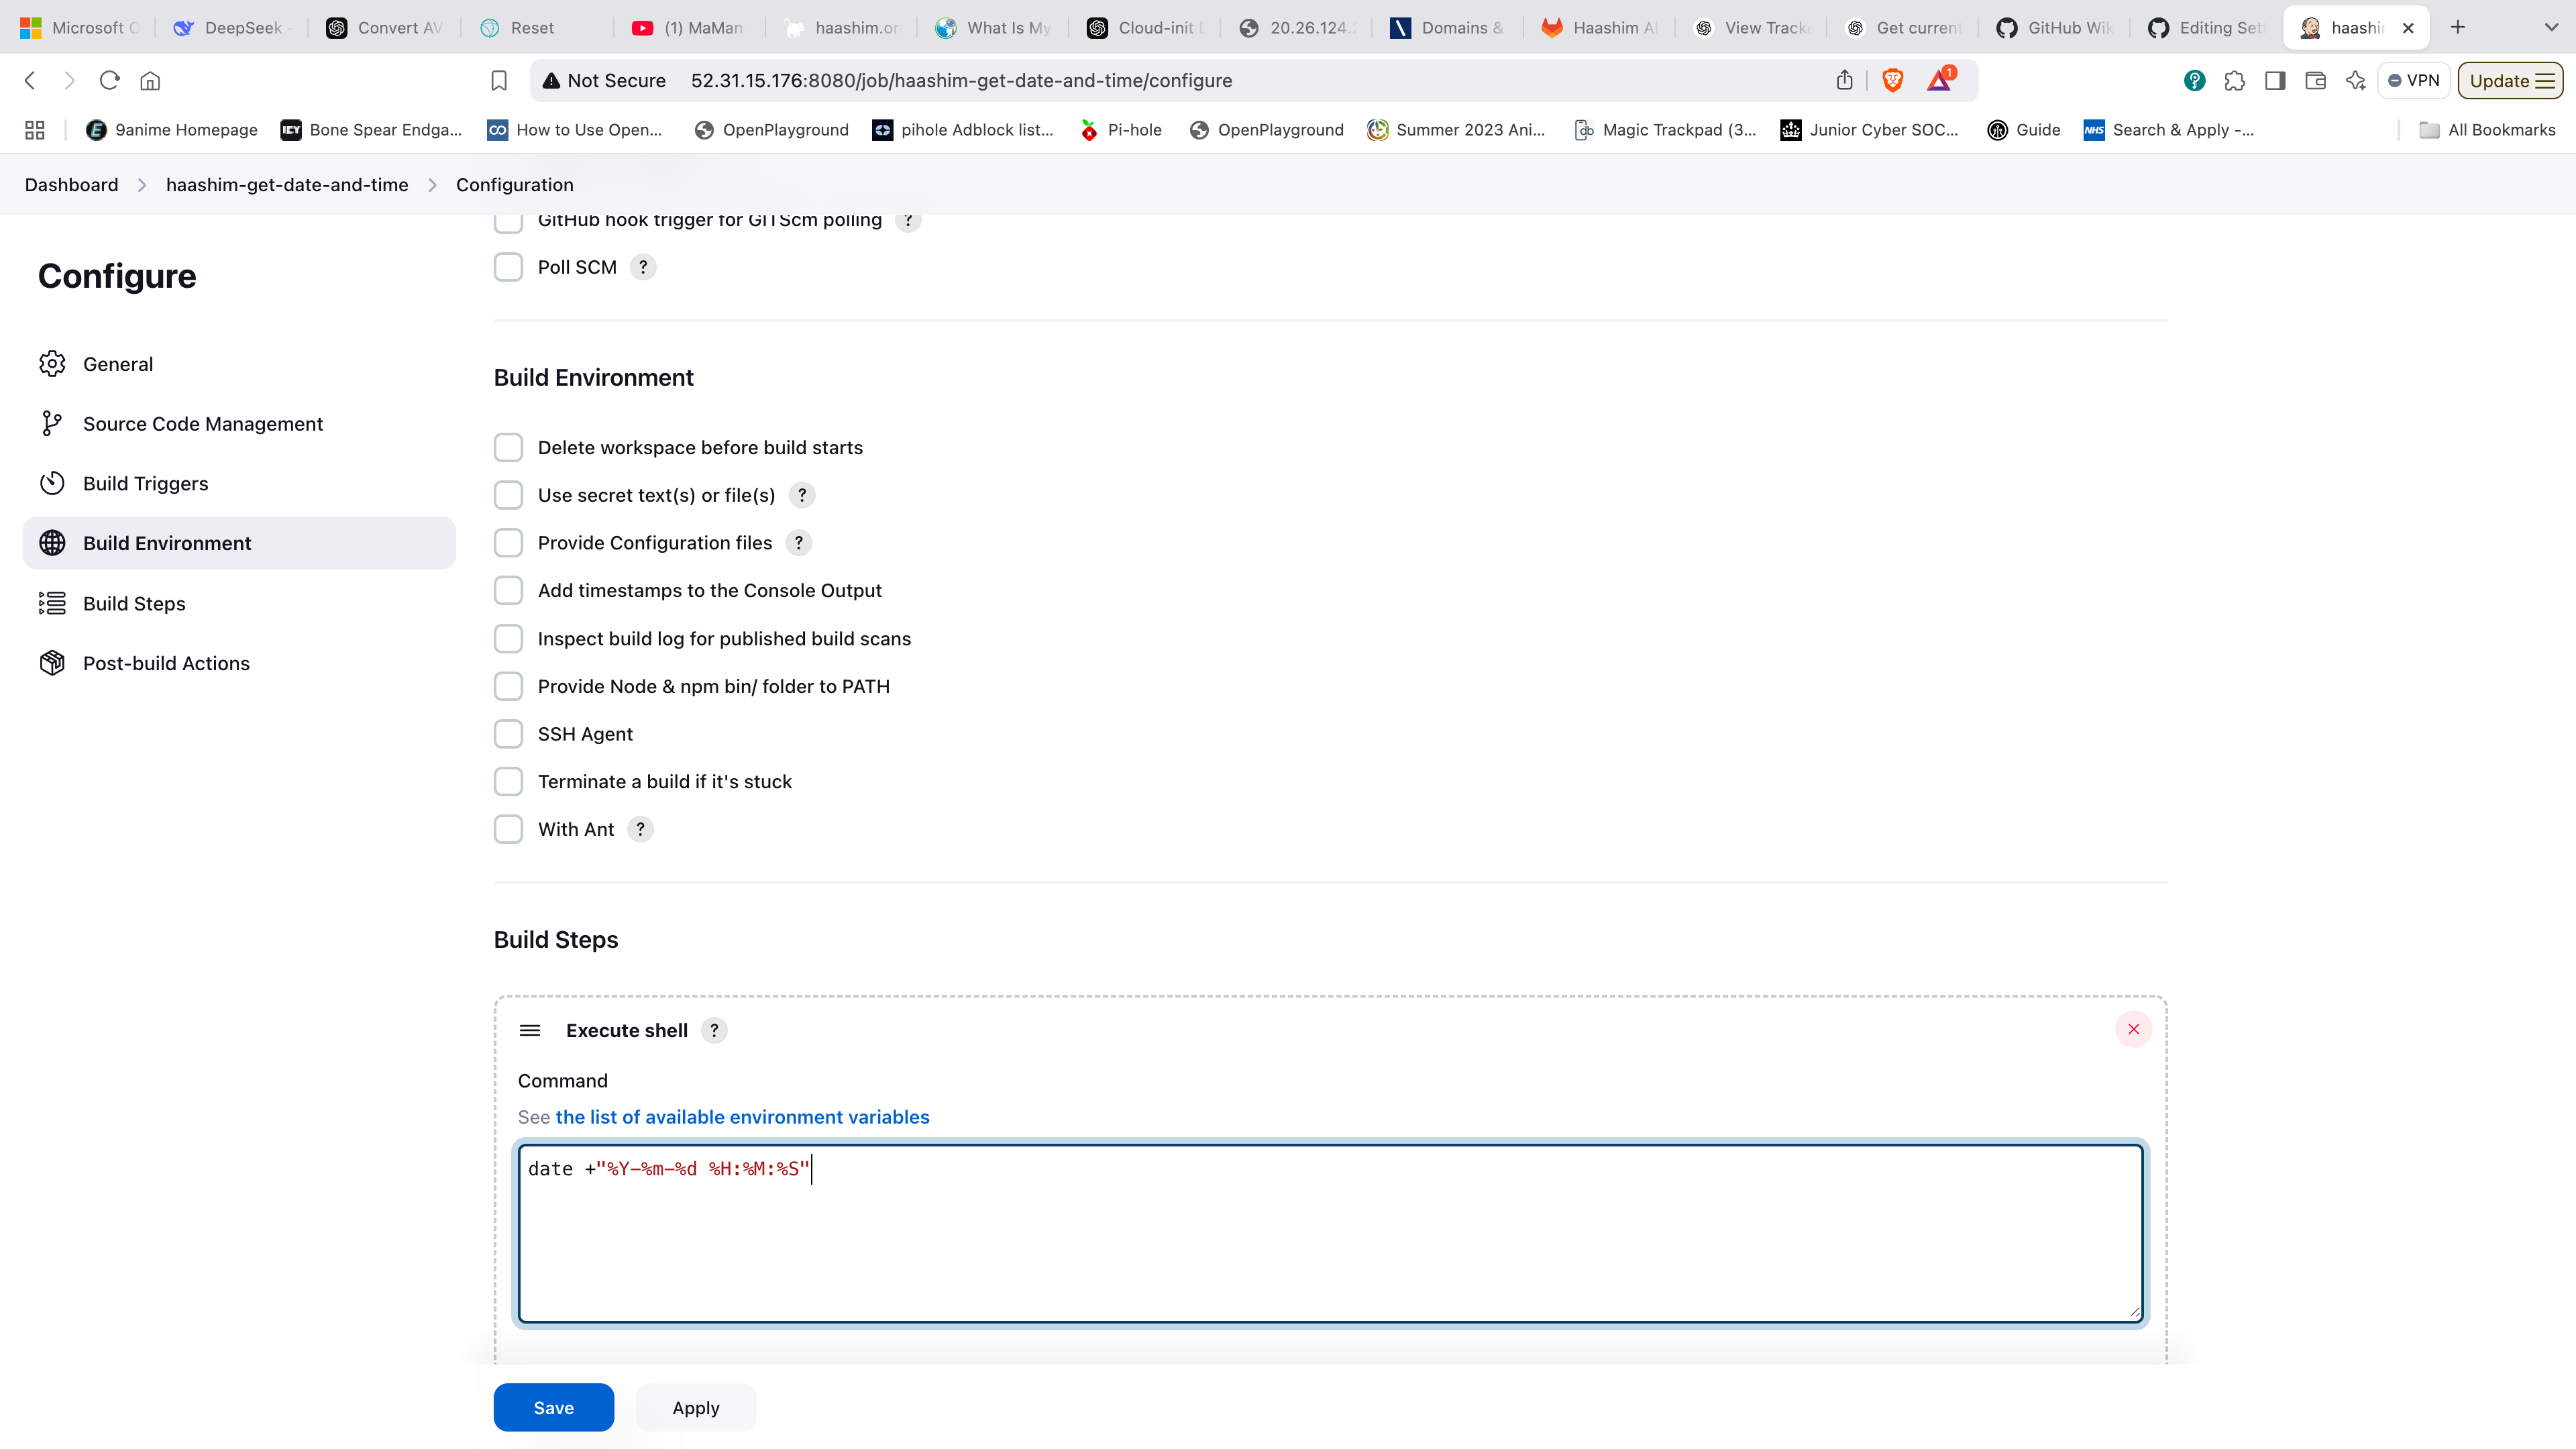 Microsoft O
DeepSeek -
Convert AV
Reset
(1) MaMan
haashim.or
What Is My
Cloud-init D
20.26.124.2
Domains &
Haashim Al
View Tracke
Get current
GitHub Wik
Editing Set
haashim
Not Secure
52.31.15.176:8080/job/haashim-get-date-and-time/configure
1
VPN
Update
9anime Homepage
ICY
Bone Spear Endga...
How to Use Open...
OpenPlayground
pihole Adblock list...
Pi-hole
OpenPlayground
Summer 2023 Ani...
Magic Trackpad (3...
Junior Cyber SOC...
Guide
NHS
Search & Apply -...
All Bookmarks
Dashboard
haashim-get-date-and-time
Configuration
GitHub hook trigger for GITScm polling ?
Poll SCM ?
Configure
General
Source Code Management
Build Triggers
Build Environment
Build Steps
Post-build Actions
Build Environment
Delete workspace before build starts
Use secret text(s) or file(s) ?
Provide Configuration files ?
Add timestamps to the Console Output
Inspect build log for published build scans
Provide Node & npm bin/ folder to PATH
SSH Agent
Terminate a build if it's stuck
With Ant ?
Build Steps
Execute shell ?
Command
See the list of available environment variables
date +"%Y-%m-%d %H:%M:%S"
Save
Apply